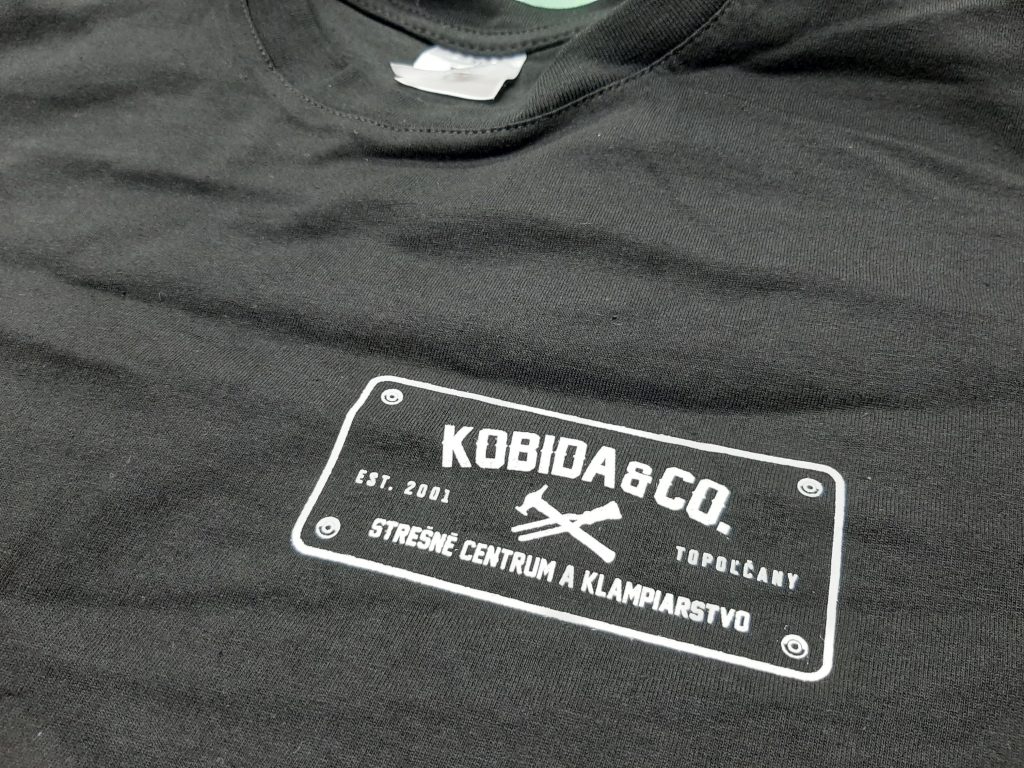 KOBIDA&CO.
EST. 2001
TOPOĽČANY
STREŠNÉ CENTRUM A KLAMPIARSTVO